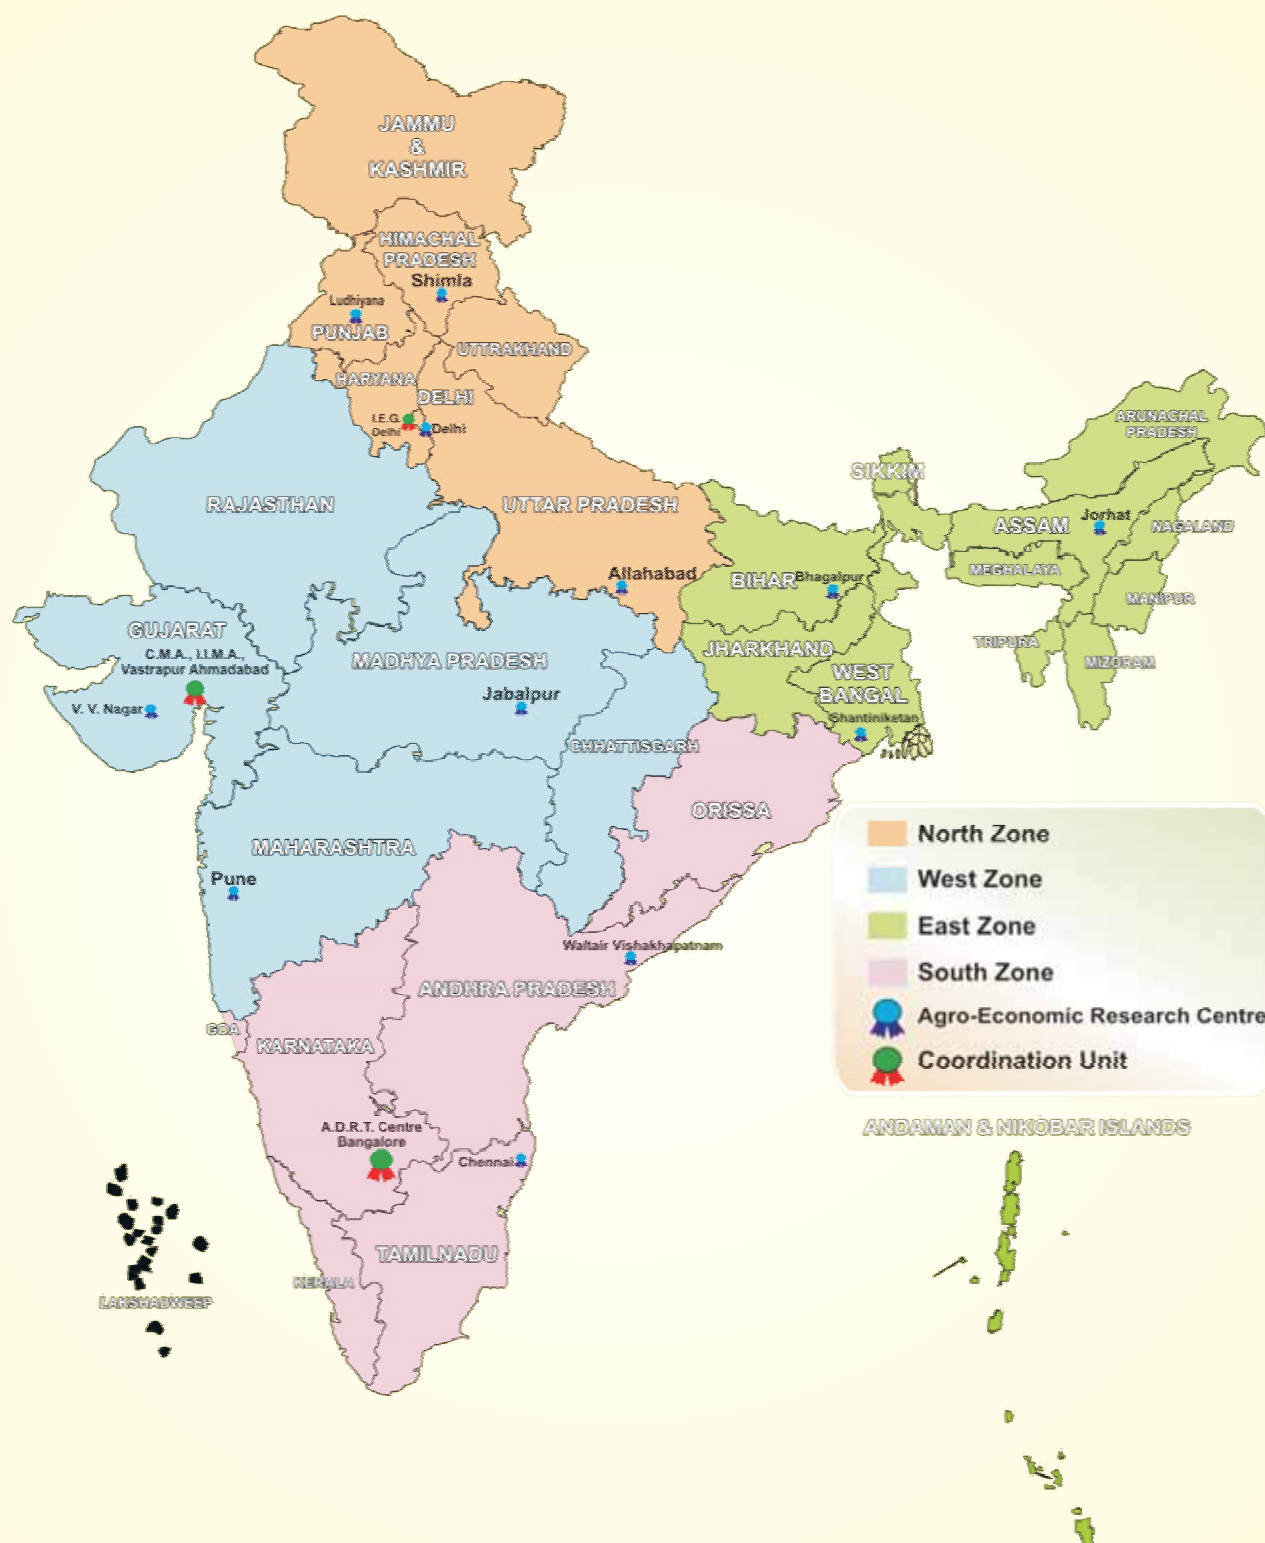 JAMMU
&
KASHMIR
HIMACHAL
PRADESH
Shimla
Ludhiyana
PUNJAB
UTTRAKHAND
HARYANA
DELHI
I.E.G.
Delhi
Delhi
ARUNACHAL
PRADESH
SIKKIM
RAJASTHAN
UTTAR PRADESH
Jorhat
ASSAM
NAGALAND
MEGHALAYA
Allahabad
BIHAR
Bhagalpur
MANIPUR
GUJARAT
TRIPURA
JHARKHAND
C.M.A., I.I.M.A.,
Vastrapur Ahmadabad
MADHYA PRADESH
MIZORAM
WEST
BANGAL
Jabalpur
V. V. Nagar
Shantiniketan
CHHATTISGARH
ORISSA
MAHARASHTRA
Pune
North Zone
West Zone
East Zone
South Zone
Agro-Economic Research Centre
Coordination Unit
Waltair Vishakhapatnam
ANDHRA PRADESH
GOA
KARNATAKA
A.D.R.T. Centre
Bangalore
Chennai
ANDAMAN & NIKOBAR ISLANDS
TAMILNADU
KERALA
LAKSHADWEEP